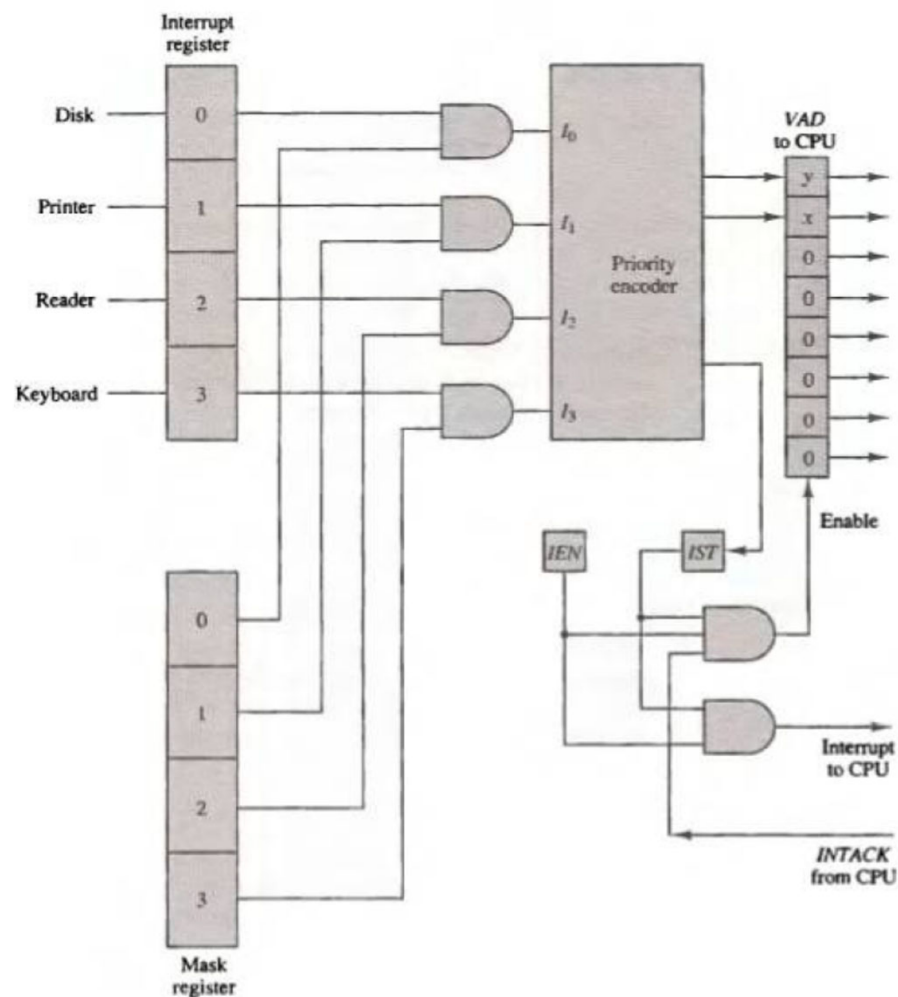 Interrupt
register
Disk
0
I0
VAD
to CPU
y
Printer
1
I1
x
Priority
encoder
0
Reader
2
I2
0
0
Keyboard
3
I3
0
0
0
Enable
IEN
IST
0
1
Interrupt
to CPU
2
INTACK
from CPU
3
Mask
register